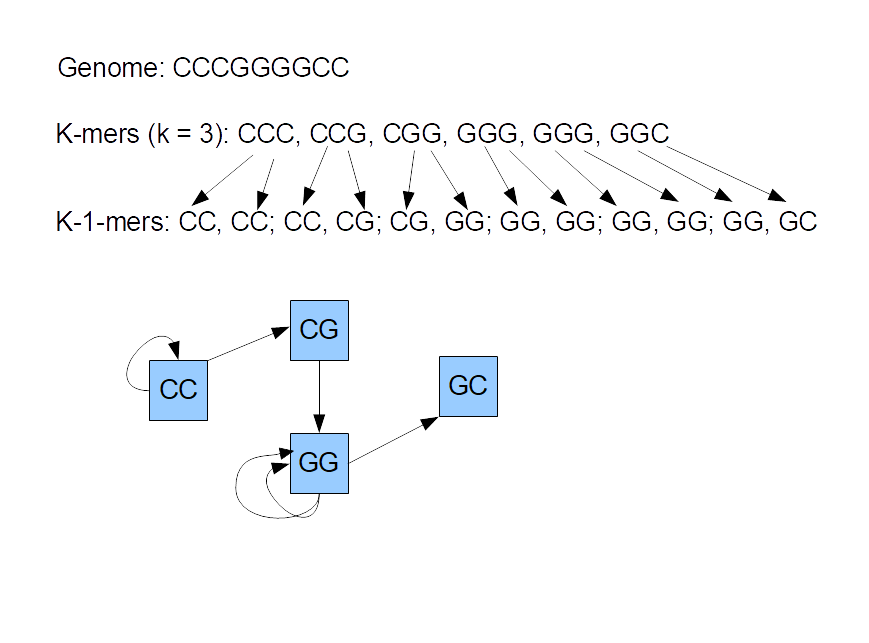 Genome: CCCGGGGCC
K-mers (k = 3): CCC, CCG, CGG, GGG, GGG, GGC
K-1-mers: CC, CC; CC, CG; CG, GG; GG, GG; GG, GG; GG, GC
CG
CC
GC
GG